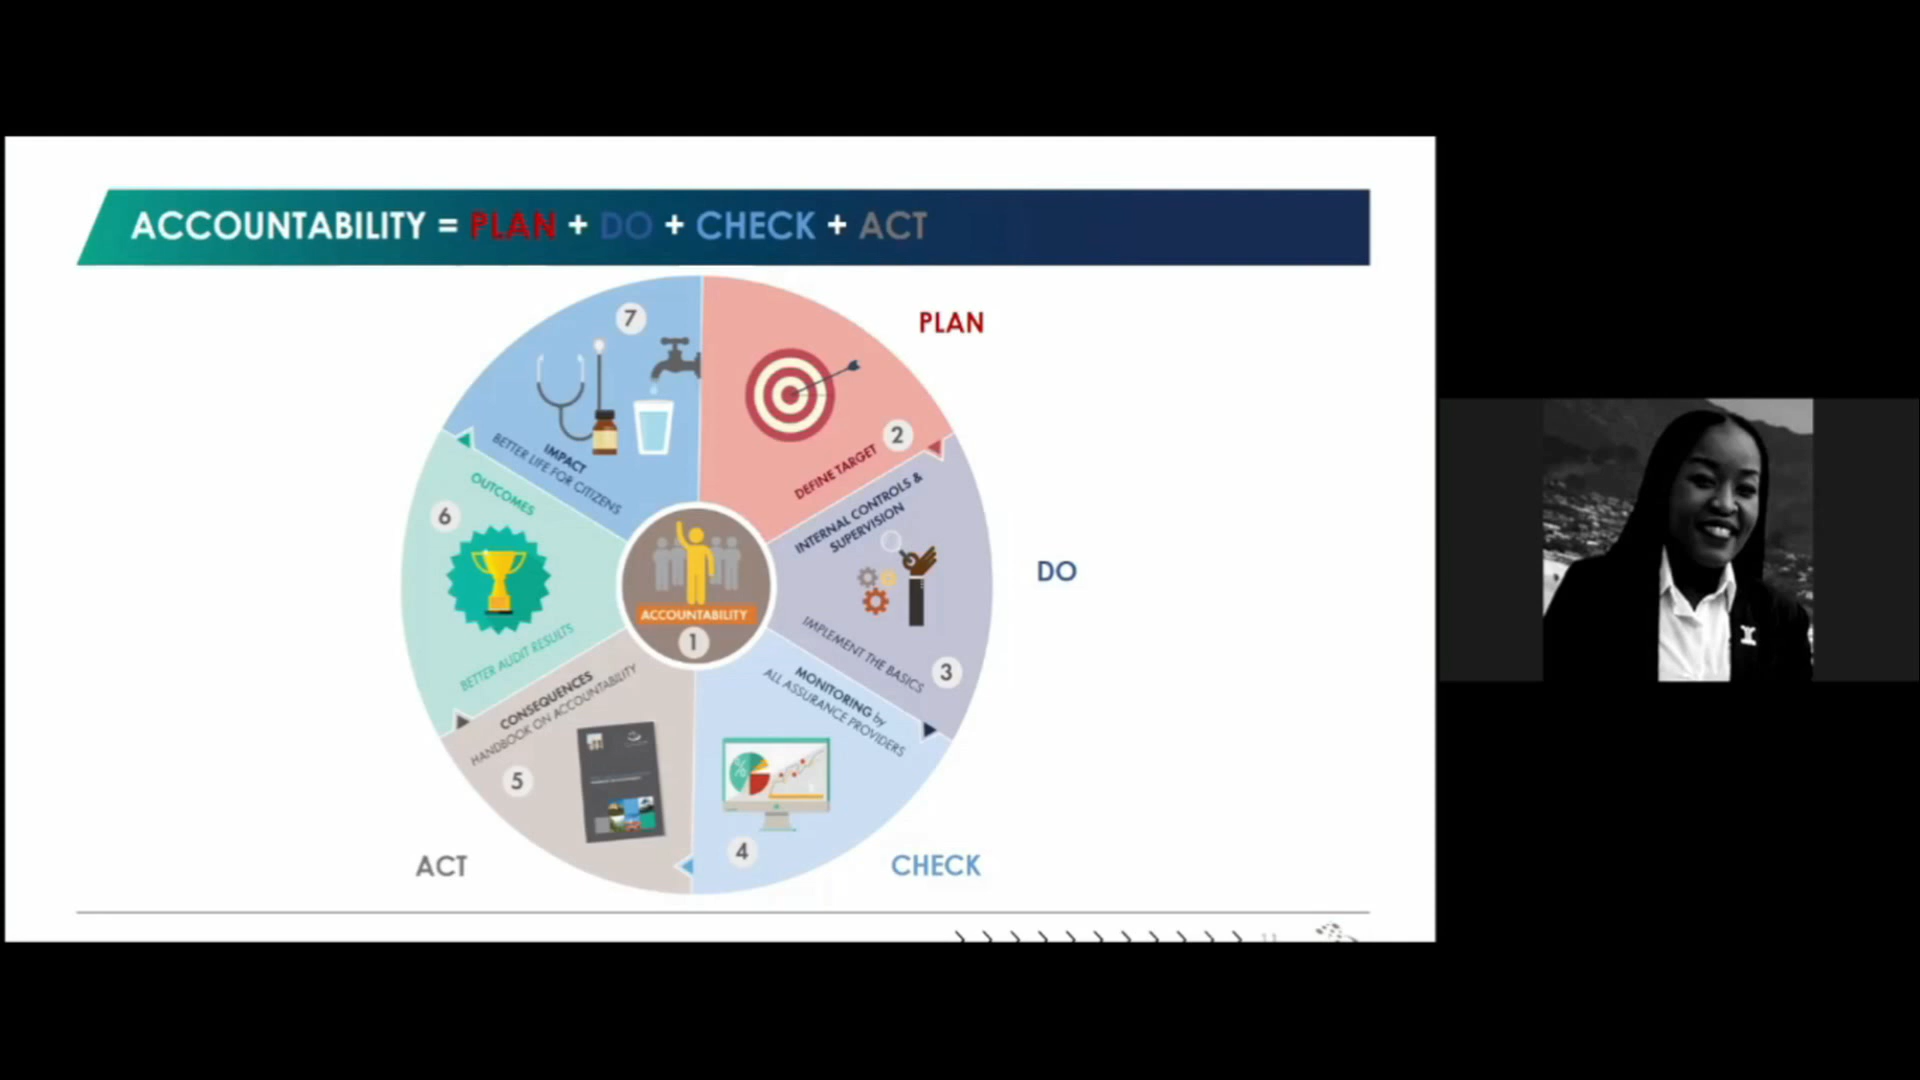 ACCOUNTABILITY = PLAN + DO + CHECK + ACT
7
IMPACT
BETTER LIFE FOR CITIZENS
PLAN
2
DEFINE TARGET
INTERNAL CONTROLS &
SUPERVISION
IMPLEMENT THE BASICS
3
DO
OUTCOMES
6
BETTER AUDIT RESULTS
ACCOUNTABILITY
1
MONITORING by
ALL ASSURANCE PROVIDERS
4
CHECK
CONSEQUENCES
HANDBOOK ON ACCOUNTABILITY
5
ACT